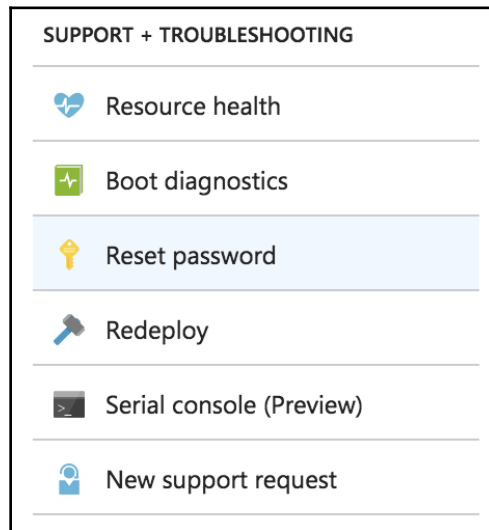 SUPPORT + TROUBLESHOOTING
Resource health
Boot diagnostics
Reset password
Redeploy
>_
Serial console (Preview)
New support request